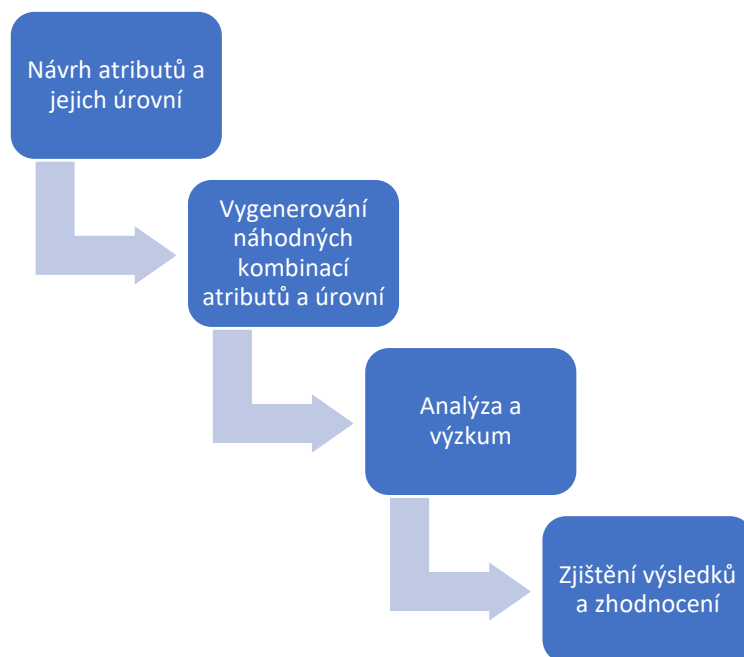 Návrh atributů a
jejich úrovní
Vygenerování
náhodných
kombinací
atributů a úrovní
Analýza a
výzkum
Zjištění výsledků
a zhodnocení